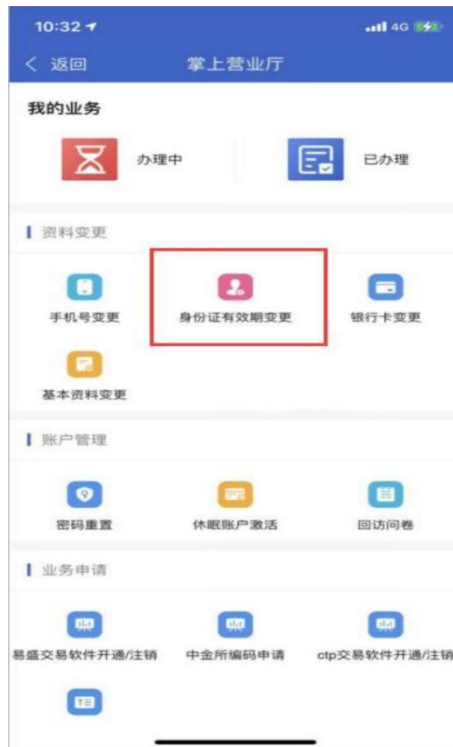 10:32
4G
返回 掌上营业厅
我的业务
办理中 已办理
资料变更
手机号变更 身份证有效期变更 银行卡变更
基本资料变更
账户管理
密码重置 休眠账户激活 回访问卷
业务申请
易盛交易软件开通/注销 中金所编码申请 ctp交易软件开通/注销